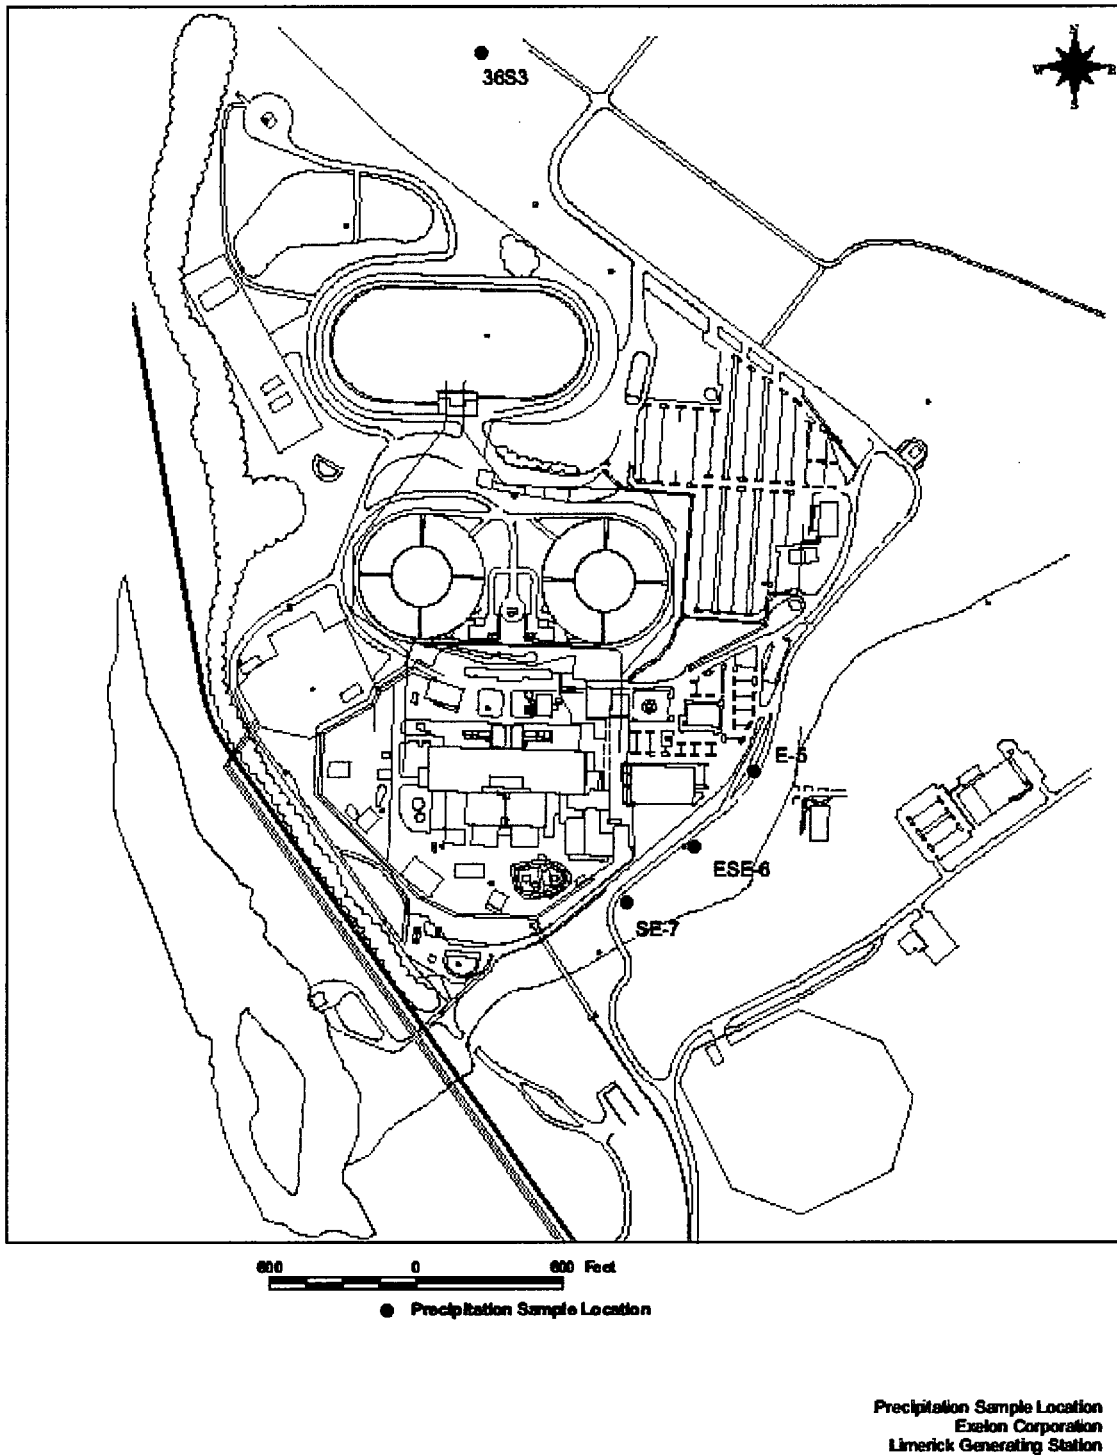 N
W E
S
36S3
E-5
ESE-6
SE-7
600 0 600 Feet
Precipitation Sample Location
Precipitation Sample Location
Exelon Corporation
Limerick Generating Station